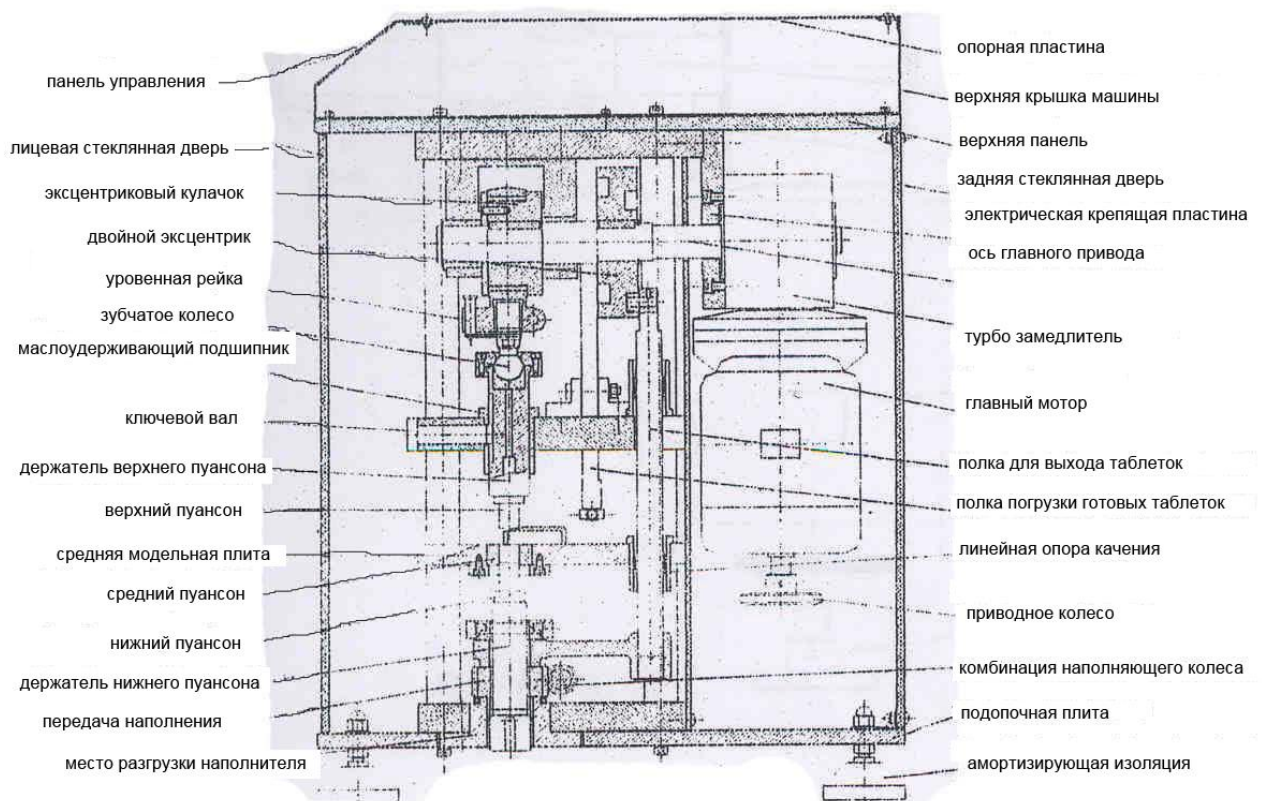 панель управления
лицевая стеклянная дверь
эксцентриковый кулачок
двойной эксцентрик
уровенная рейка
зубчатое колесо
маслоудерживающий подшипник
ключевой вал
держатель верхнего пуансона
верхний пуансон
средняя модельная плита
средний пуансон
нижний пуансон
держатель нижнего пуансона
передача наполнения
место разгрузки наполнителя
опорная пластина
верхняя крышка машины
верхняя панель
задняя стеклянная дверь
электрическая крепящая пластина
ось главного привода
турбо замедлитель
главный мотор
полка для выхода таблеток
полка погрузки готовых таблеток
линейная опора качения
приводное колесо
комбинация наполняющего колеса
подопочная плита
амортизирующая изоляция